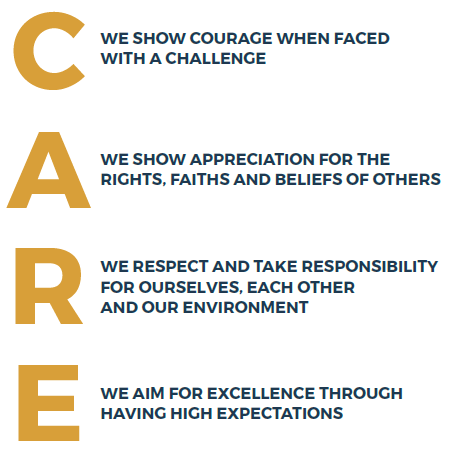 C
WE SHOW COURAGE WHEN FACED
WITH A CHALLENGE
A
WE SHOW APPRECIATION FOR THE
RIGHTS, FAITHS AND BELIEFS OF OTHERS
R
WE RESPECT AND TAKE RESPONSIBILITY
FOR OURSELVES, EACH OTHER
AND OUR ENVIRONMENT
E
WE AIM FOR EXCELLENCE THROUGH
HAVING HIGH EXPECTATIONS